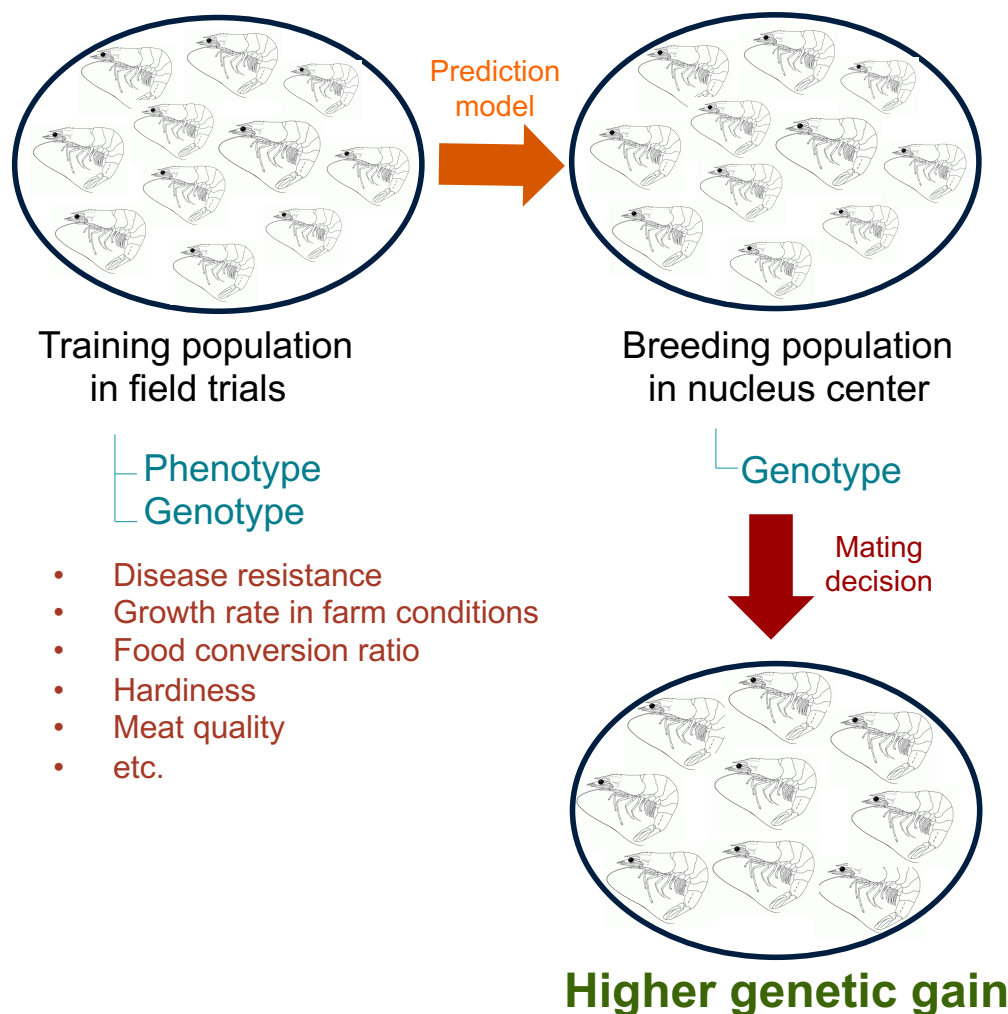 Prediction
model
Training population
in field trials
Breeding population
in nucleus center
Phenotype
Genotype
Genotype
Mating
decision
• Disease resistance
• Growth rate in farm conditions
• Food conversion ratio
• Hardiness
• Meat quality
• etc.
Higher genetic gain